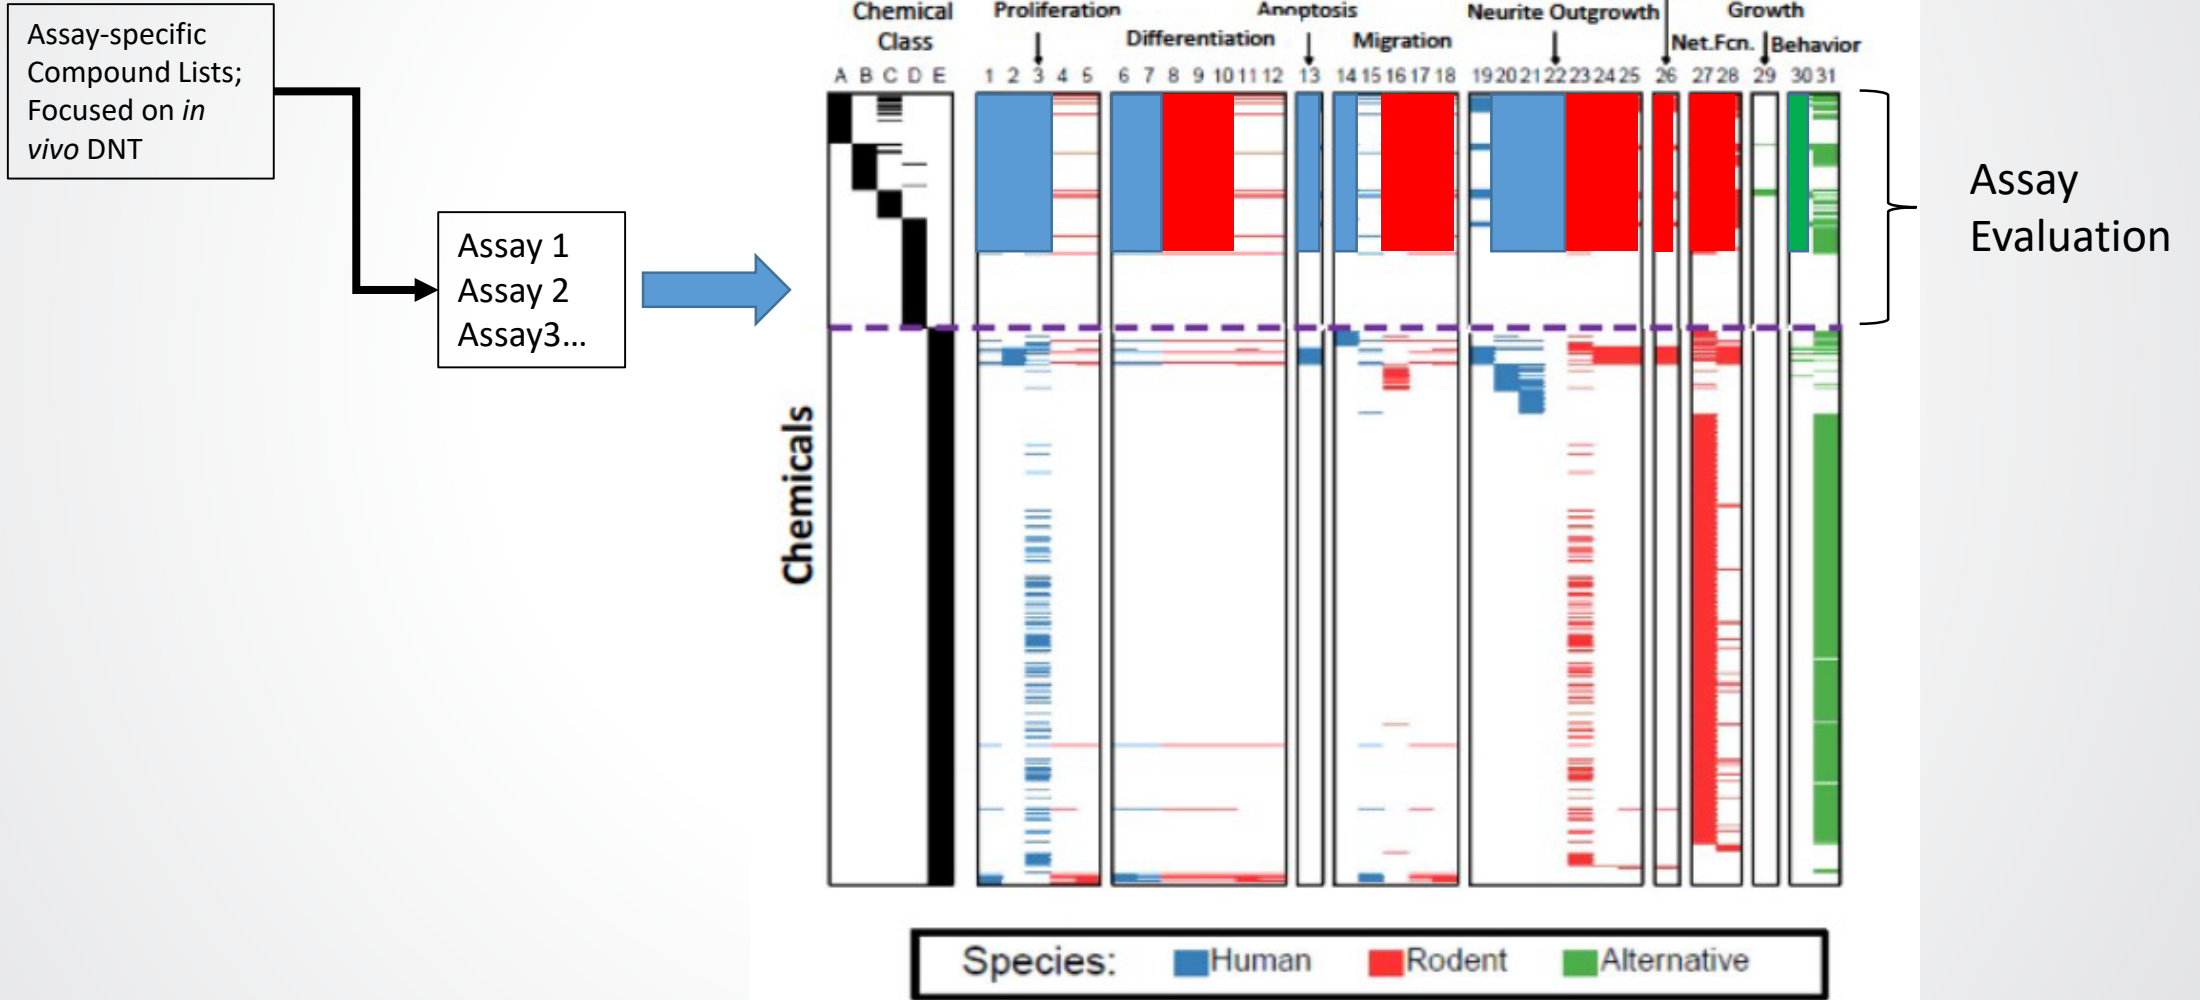 Assay-specific
Compound Lists;
Focused on in
vivo DNT
Assay 1
Assay 2
Assay3...
Chemical
Class
Proliferation
Differentiation
Apoptosis
Migration
Neurite Outgrowth
Growth
Net.Fcn.
Behavior
A B C D E 1 2 3 4 5 6 7 8 9 10 11 12 13 14 15 16 17 18 19 20 21 22 23 24 25 26 27 28 29 30 31
Chemicals
Assay
Evaluation
Species: Human Rodent Alternative